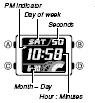 PM Indicator
Day of week
Seconds
A
B
SAT 50
10:58
C
D
6-30
Month – Day
Hour : Minutes